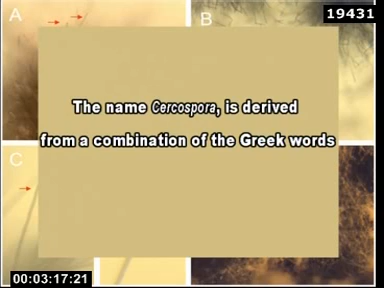 A
B
19431
The name Cercospora, is derived
from a combination of the Greek words
C
00:03:17:21